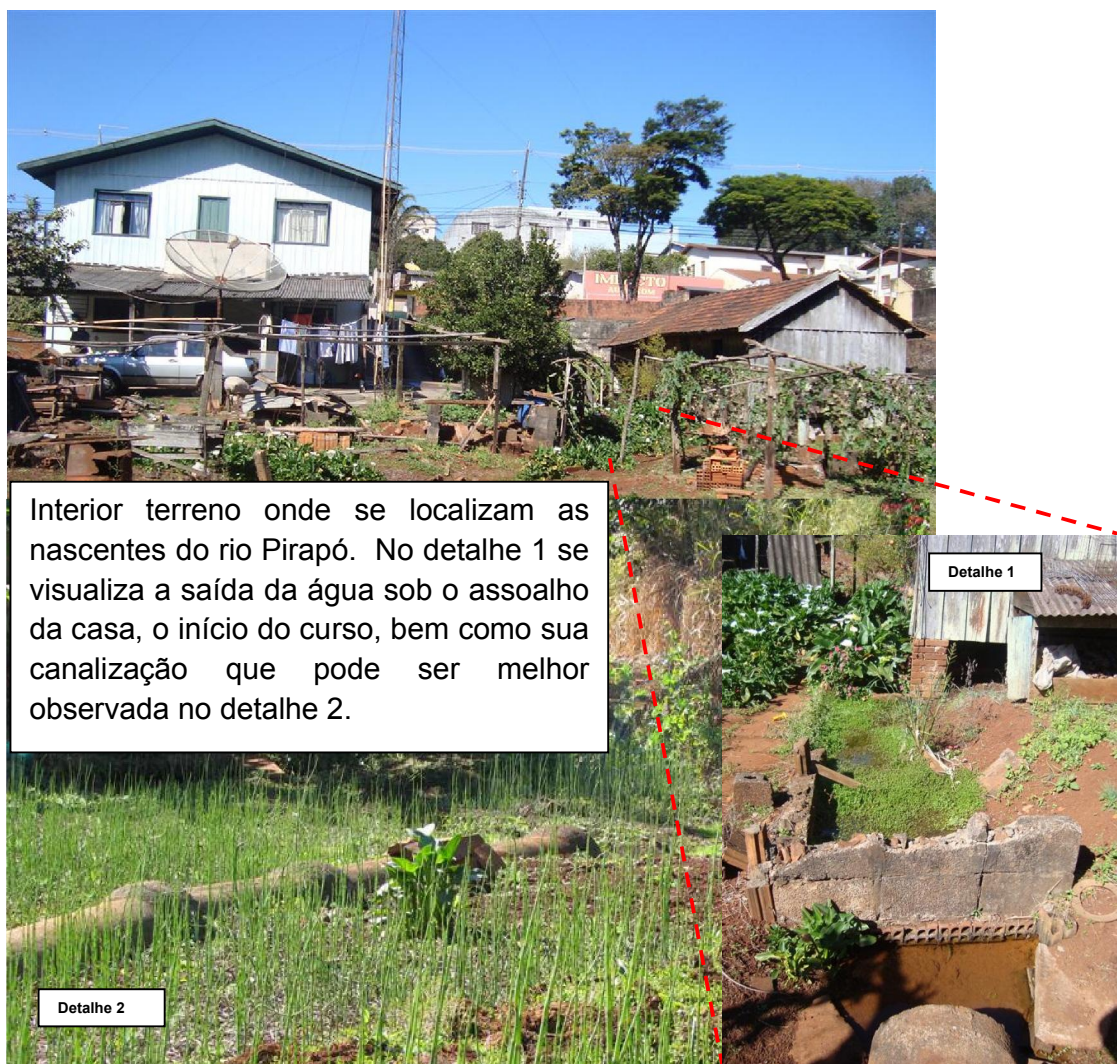 IMPACTO
Interior terreno onde se localizam as
nascentes do rio Pirapó. No detalhe 1 se
visualiza a saída da água sob o assoalho
da casa, o início do curso, bem como sua
canalização que pode ser melhor
observada no detalhe 2.
Detalhe 1
Detalhe 2